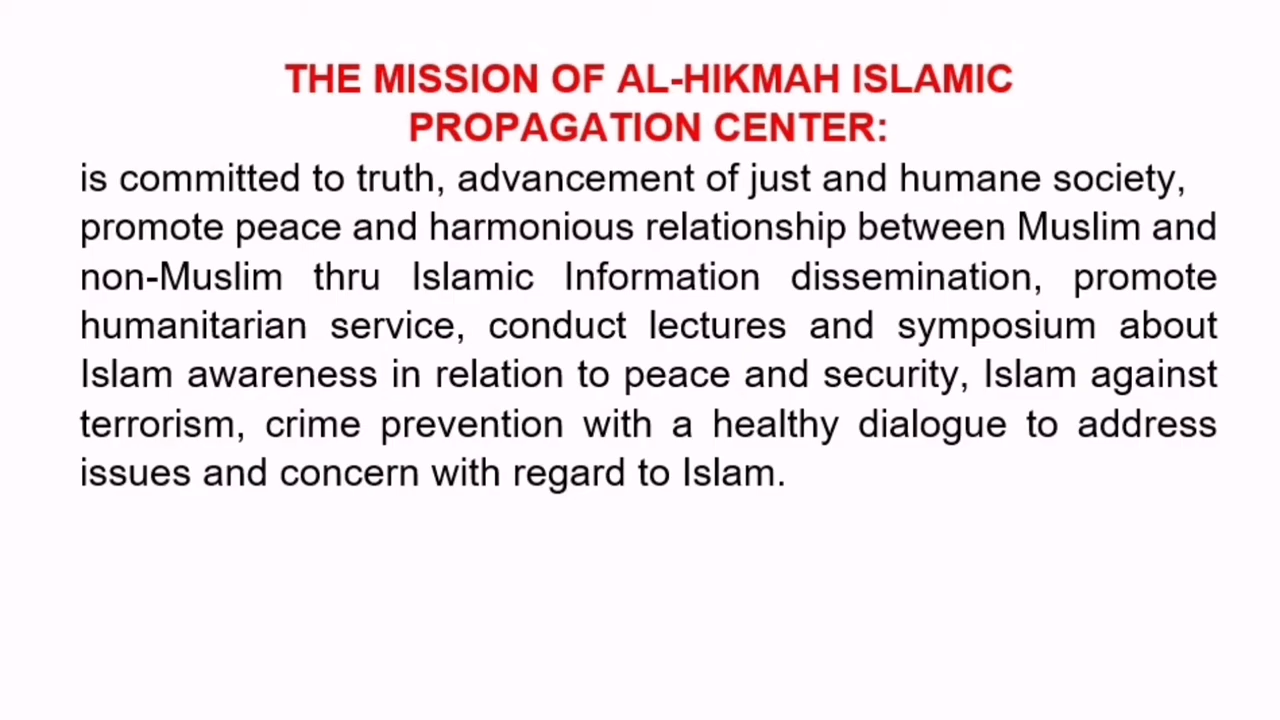 THE MISSION OF AL-HIKMAH ISLAMIC
PROPAGATION CENTER:
is committed to truth, advancement of just and humane society,
promote peace and harmonious relationship between Muslim and
non-Muslim thru Islamic Information dissemination, promote
humanitarian service, conduct lectures and symposium about
Islam awareness in relation to peace and security, Islam against
terrorism, crime prevention with a healthy dialogue to address
issues and concern with regard to Islam.